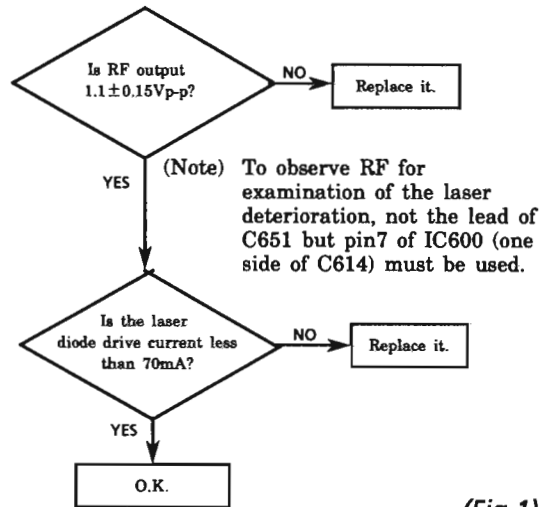 Is RF output
1.1±0.15Vp-p?
NO
Replace it.
YES
(Note) To observe RF for
examination of the laser
deterioration, not the lead of
C651 but pin7 of IC600 (one
side of C614) must be used.
Is the laser
diode drive current less
than 70mA?
NO
Replace it.
YES
O.K.
(Fig. 1)